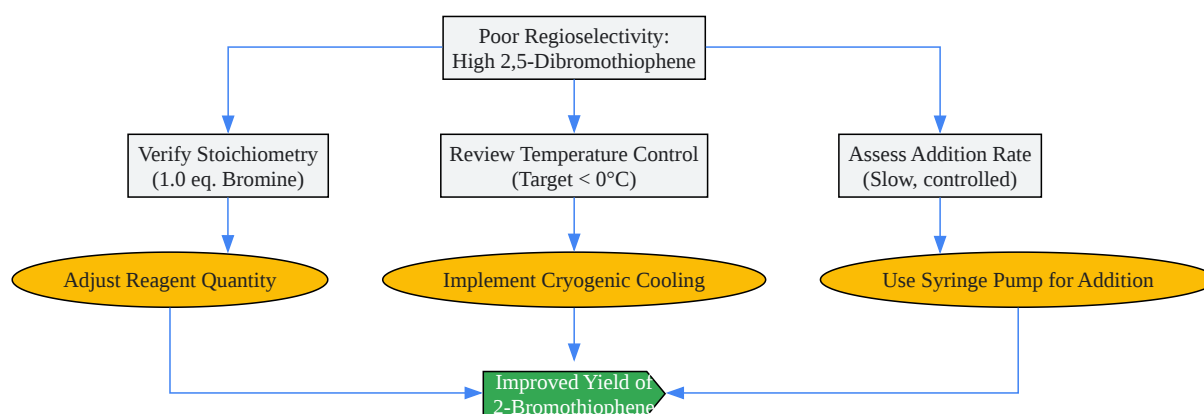 Poor Regioselectivity:
High 2,5-Dibromothiophene
Verify Stoichiometry
(1.0 eq. Bromine)
Review Temperature Control
(Target < 0°C)
Assess Addition Rate
(Slow, controlled)
Adjust Reagent Quantity
Implement Cryogenic Cooling
Use Syringe Pump for Addition
Improved Yield of
2-Bromothiophene